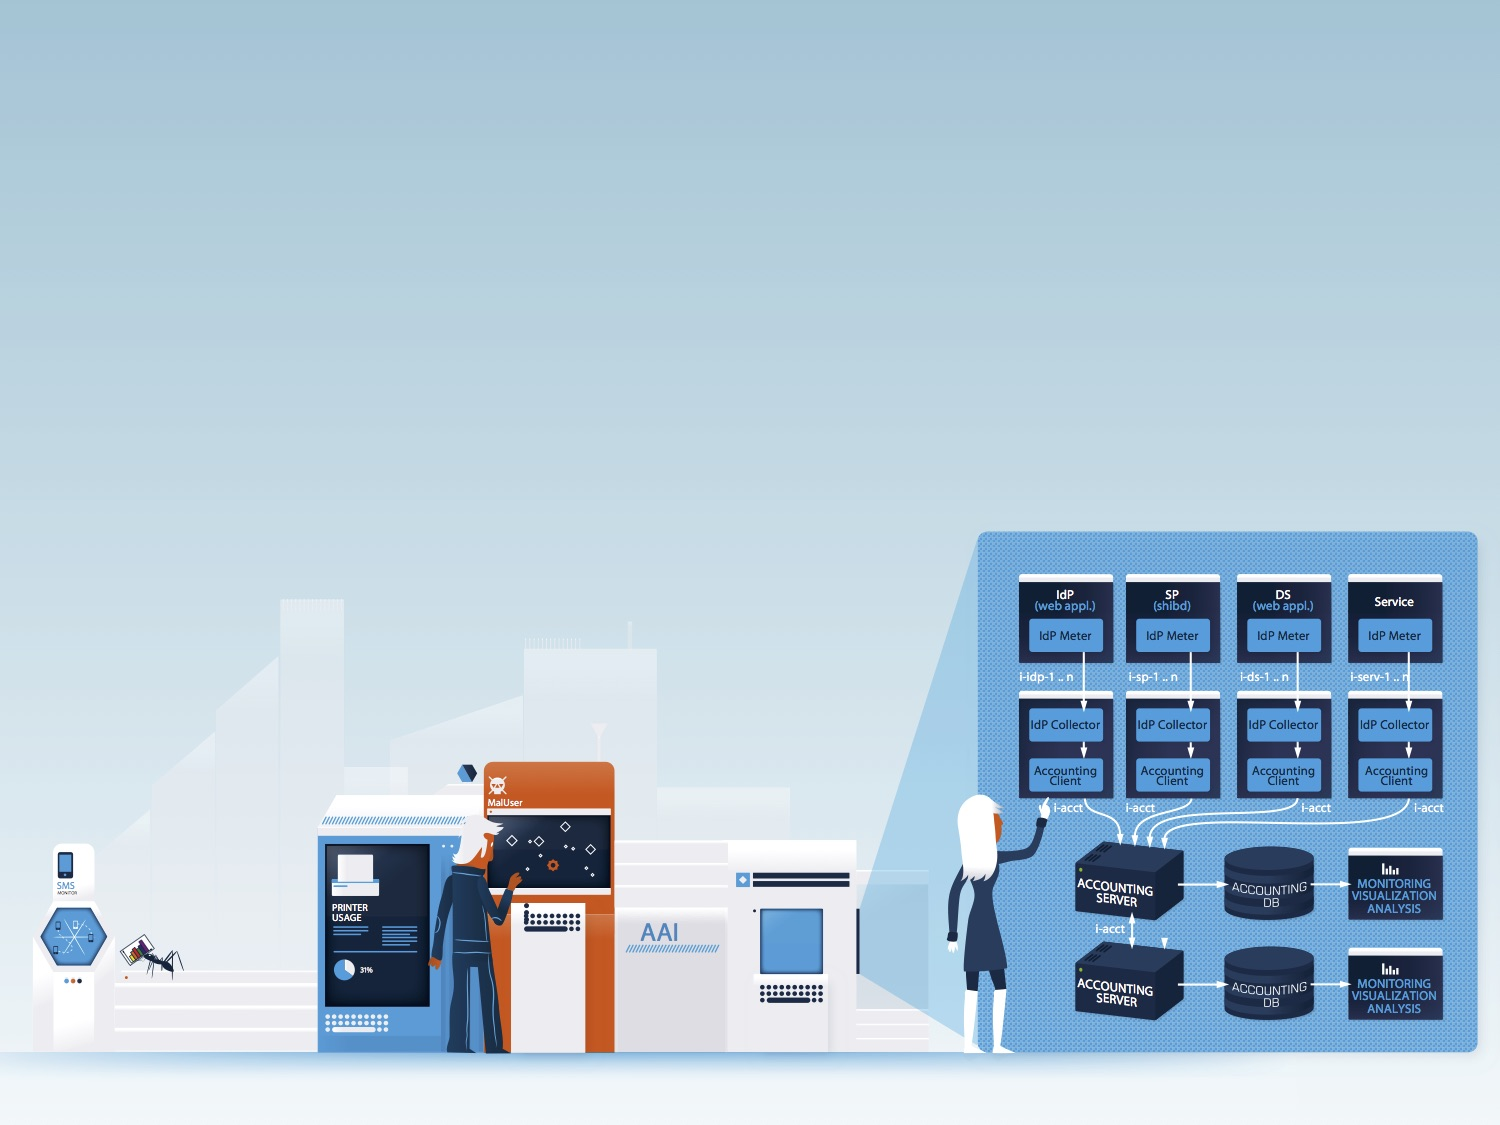 IdP
(web appl.)
IdP Meter
SP
(shibd)
IdP Meter
DS
(web appl.)
IdP Meter
Service
IdP Meter
i-idp-1 .. n
i-sp-1 .. n
i-ds-1 .. n
i-serv-1 .. n
IdP Collector
IdP Collector
IdP Collector
IdP Collector
Accounting
Client
Accounting
Client
Accounting
Client
Accounting
Client
i-acct
i-acct
i-acct
i-acct
ACCOUNTING
SERVER
ACCOUNTING
DB
MONITORING
VISUALIZATION
ANALYSIS
i-acct
ACCOUNTING
SERVER
ACCOUNTING
DB
MONITORING
VISUALIZATION
ANALYSIS
MalUser
SMS
MONITOR
PRINTER
USAGE
31%
AAI